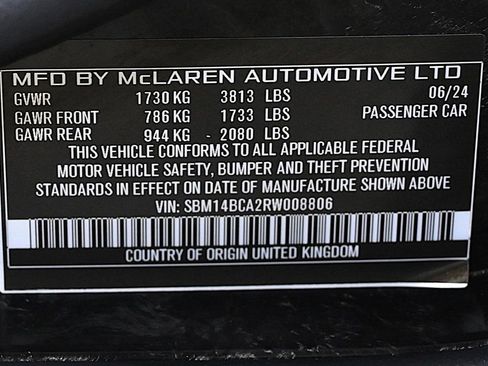 MFD BY McLAREN AUTOMOTIVE LTD
GVWR 1730 KG 3813 LBS 06/24
GAWR FRONT 786 KG 1733 LBS PASSENGER CAR
GAWR REAR 944 KG - 2080 LBS
THIS VEHICLE CONFORMS TO ALL APPLICABLE FEDERAL
MOTOR VEHICLE SAFETY, BUMPER AND THEFT PREVENTION
STANDARDS IN EFFECT ON DATE OF MANUFACTURE SHOWN ABOVE
VIN: SBM14BCA2RW008806
COUNTRY OF ORIGIN UNITED KINGDOM